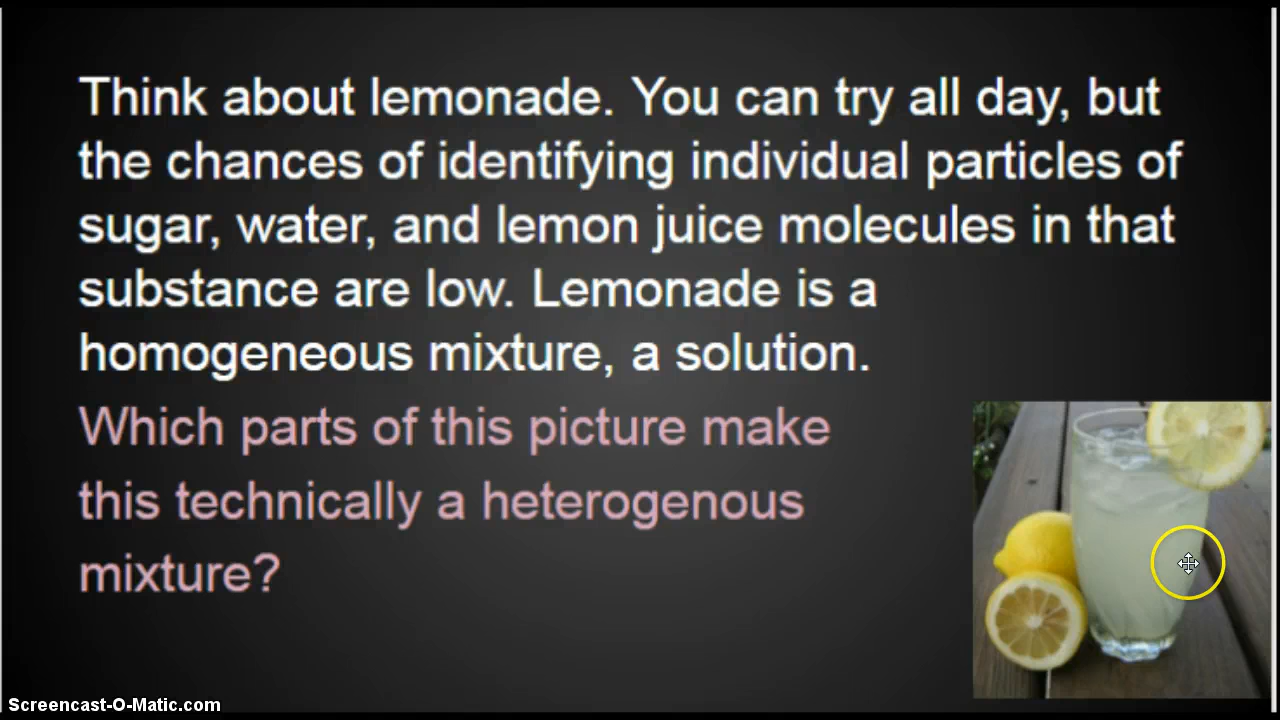 Think about lemonade. You can try all day, but
the chances of identifying individual particles of
sugar, water, and lemon juice molecules in that
substance are low. Lemonade is a
homogeneous mixture, a solution.
Which parts of this picture make
this technically a heterogenous
mixture?
Screencast-O-Matic.com